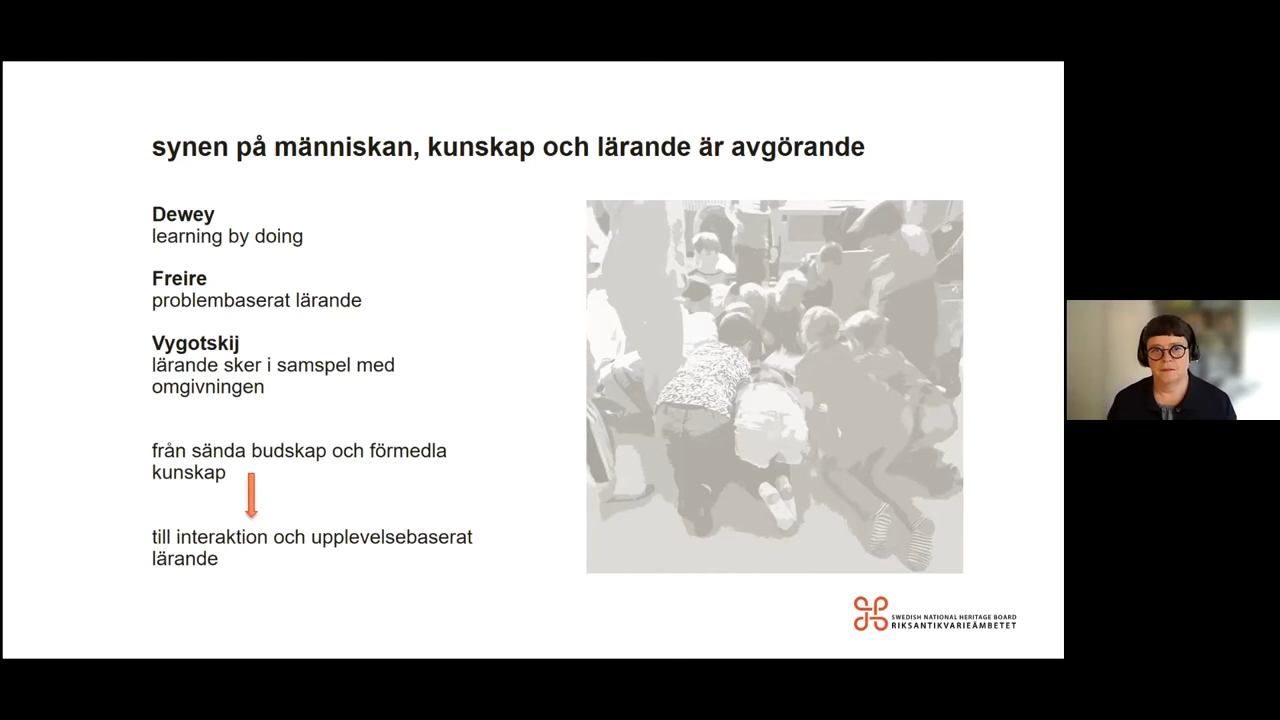 synen på människan, kunskap och lärande är avgörande
Dewey
learning by doing
Freire
problembaserat lärande
Vygotskij
lärande sker i samspel med
omgivningen
från sända budskap och förmedla
kunskap
till interaktion och upplevelsebaserat
lärande
SWEDISH NATIONAL HERITAGE BOARD
RIKSANTIKVARIEÄMBETET